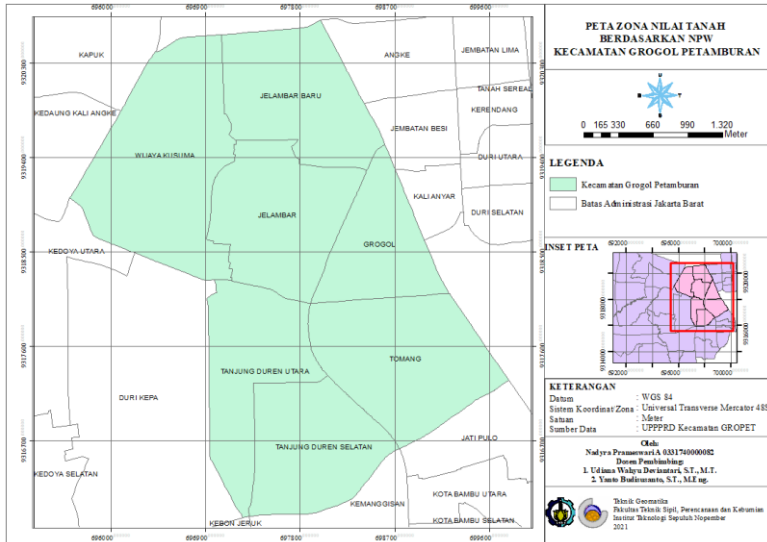 696000 696900 697800 698700 699600
KAPUK
ANGKE
JEMBATAN LIMA
TANAH SEREAL
KERENDANG
KEDAUNG KALI ANGKE
JELAMBAR BARU
JEMBATAN BESI
DURI UTARA
WIJAYA KUSUMA
KALI ANYAR
DURI SELATAN
JELAMBAR
GROGOL
KEDOYA UTARA
TOMANG
TANJUNG DUREN UTARA
DURI KEPA
TANJUNG DUREN SELATAN
JATI PULO
KEDOYA SELATAN
KEMANGGISAN
KOTA BAMBU UTARA
KEBON JERUK
KOTA BAMBU SELATAN
PETA ZONA NILAI TANAH
BERDASARKAN NPW
KECAMATAN GROGOL PETAMBURAN
0 165 330 660 990 1.320
Meter
LEGENDA
Kecamatan Grogol Petamburan
Batas Administrasi Jakarta Barat
INSET PETA
KETERANGAN
Datum : WGS 84
Sistem Koordinat/Zona : Universal Transverse Mercator 48S
Satuan : Meter
Sumber Data : UPPPRD Kecamatan GROPET
Oleh:
Nadyra Prameswari A 03311740000082
Dosen Pembimbing:
1. Udiana Wahyu Deviantari, S.T., M.T.
2. Yanto Budisusanto, S.T., M.Eng.
Teknik Geomatika
Fakultas Teknik Sipil, Perencanaan dan Kebumian
Institut Teknologi Sepuluh Nopember
2021